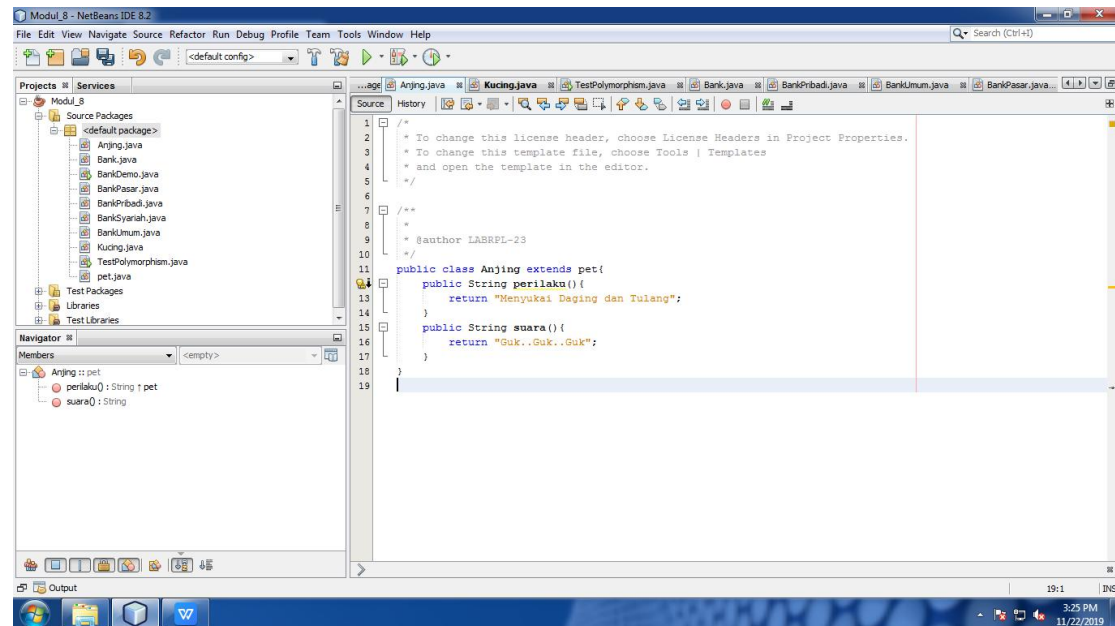 Modul_8 - NetBeans IDE 8.2
File Edit View Navigate Source Refactor Run Debug Profile Team Tools Window Help
Search (Ctrl+I)
<default config>
Projects Services
Modul_8
Source Packages
<default package>
Anjing.java
Bank.java
BankDemo.java
BankPasar.java
BankPribadi.java
BankSyariah.java
BankUmum.java
Kucing.java
TestPolymorphism.java
pet.java
Test Packages
Libraries
Test Libraries
Navigator
Members <empty>
Anjing :: pet
perilaku() : String ↑ pet
suara() : String
...age Anjing.java Kucing.java TestPolymorphism.java Bank.java BankPribadi.java BankUmum.java BankPasar.java...
Source History
1 /*
2 * To change this license header, choose License Headers in Project Properties.
3 * To change this template file, choose Tools | Templates
4 * and open the template in the editor.
5 */
6
7 /**
8 *
9 * @author LABRPL-23
10 */
11 public class Anjing extends pet{
public String perilaku(){
13 return "Menyukai Daging dan Tulang";
14 }
15 public String suara(){
16 return "Guk..Guk..Guk";
17 }
18 }
19
Output
19:1 INS
3:25 PM
11/22/2019